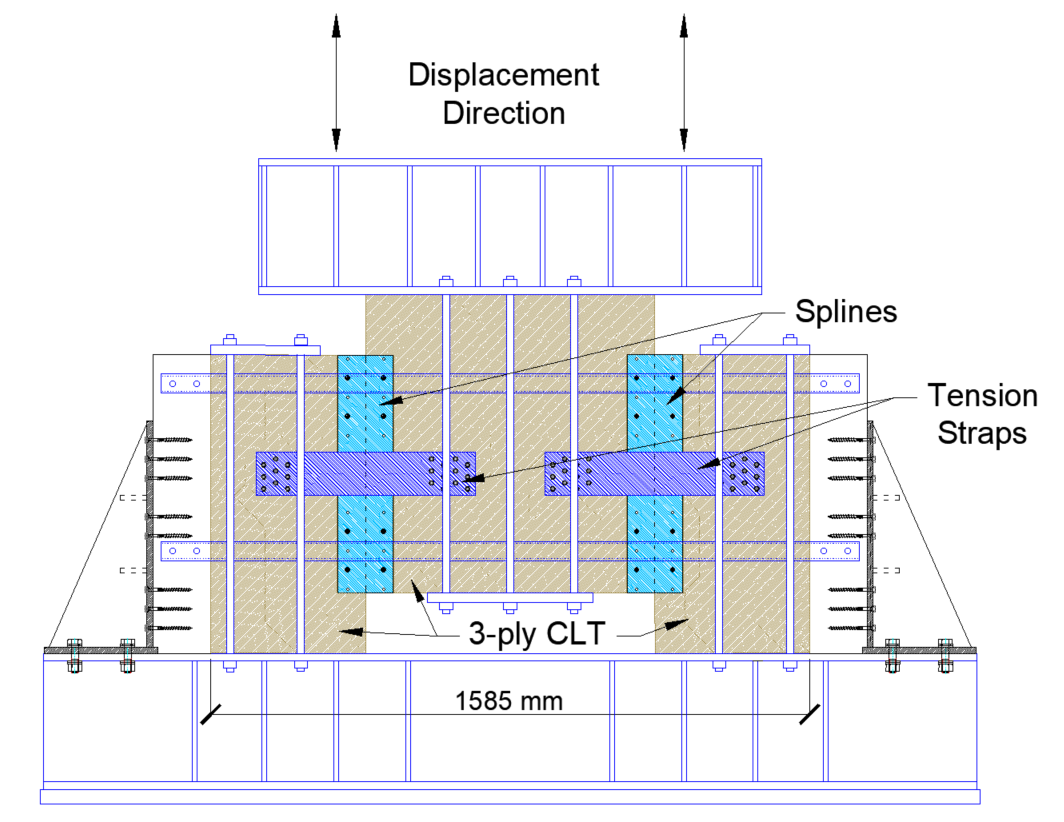 Displacement
Direction
Splines
Tension
Straps
3-ply CLT
1585 mm